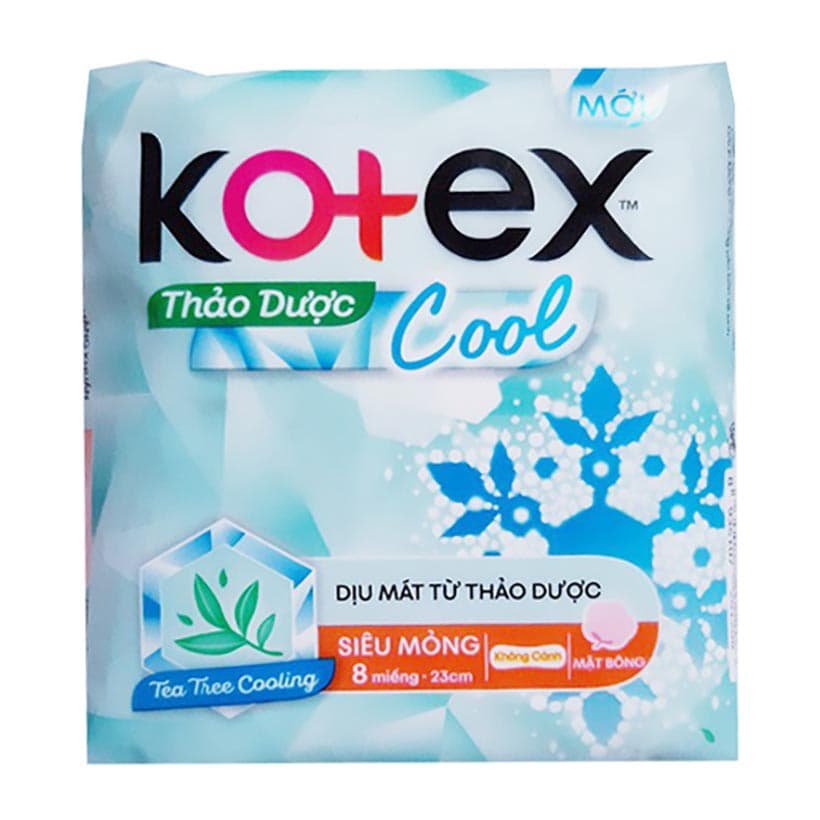 MỚI
kotex
TM
Thảo Dược
Cool
DỊU MÁT TỪ THẢO DƯỢC
SIÊU MỎNG
8 miếng · 23cm
Không Cánh
MẶT BÔNG
Tea Tree Cooling